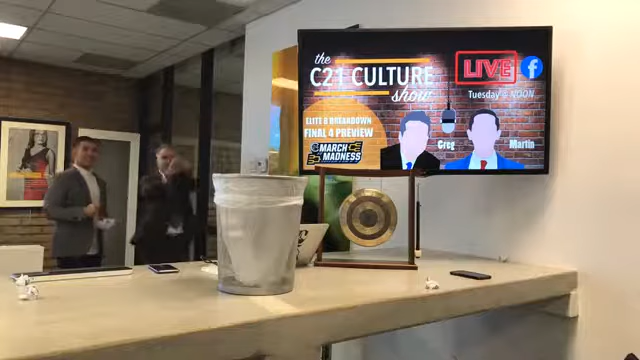 the
C21 CULTURE
show
LIVE
f
Tuesday @ NOON
ELITE 8 BREAKDOWN
FINAL 4 PREVIEW
MARCH
MADNESS
Greg
Martin